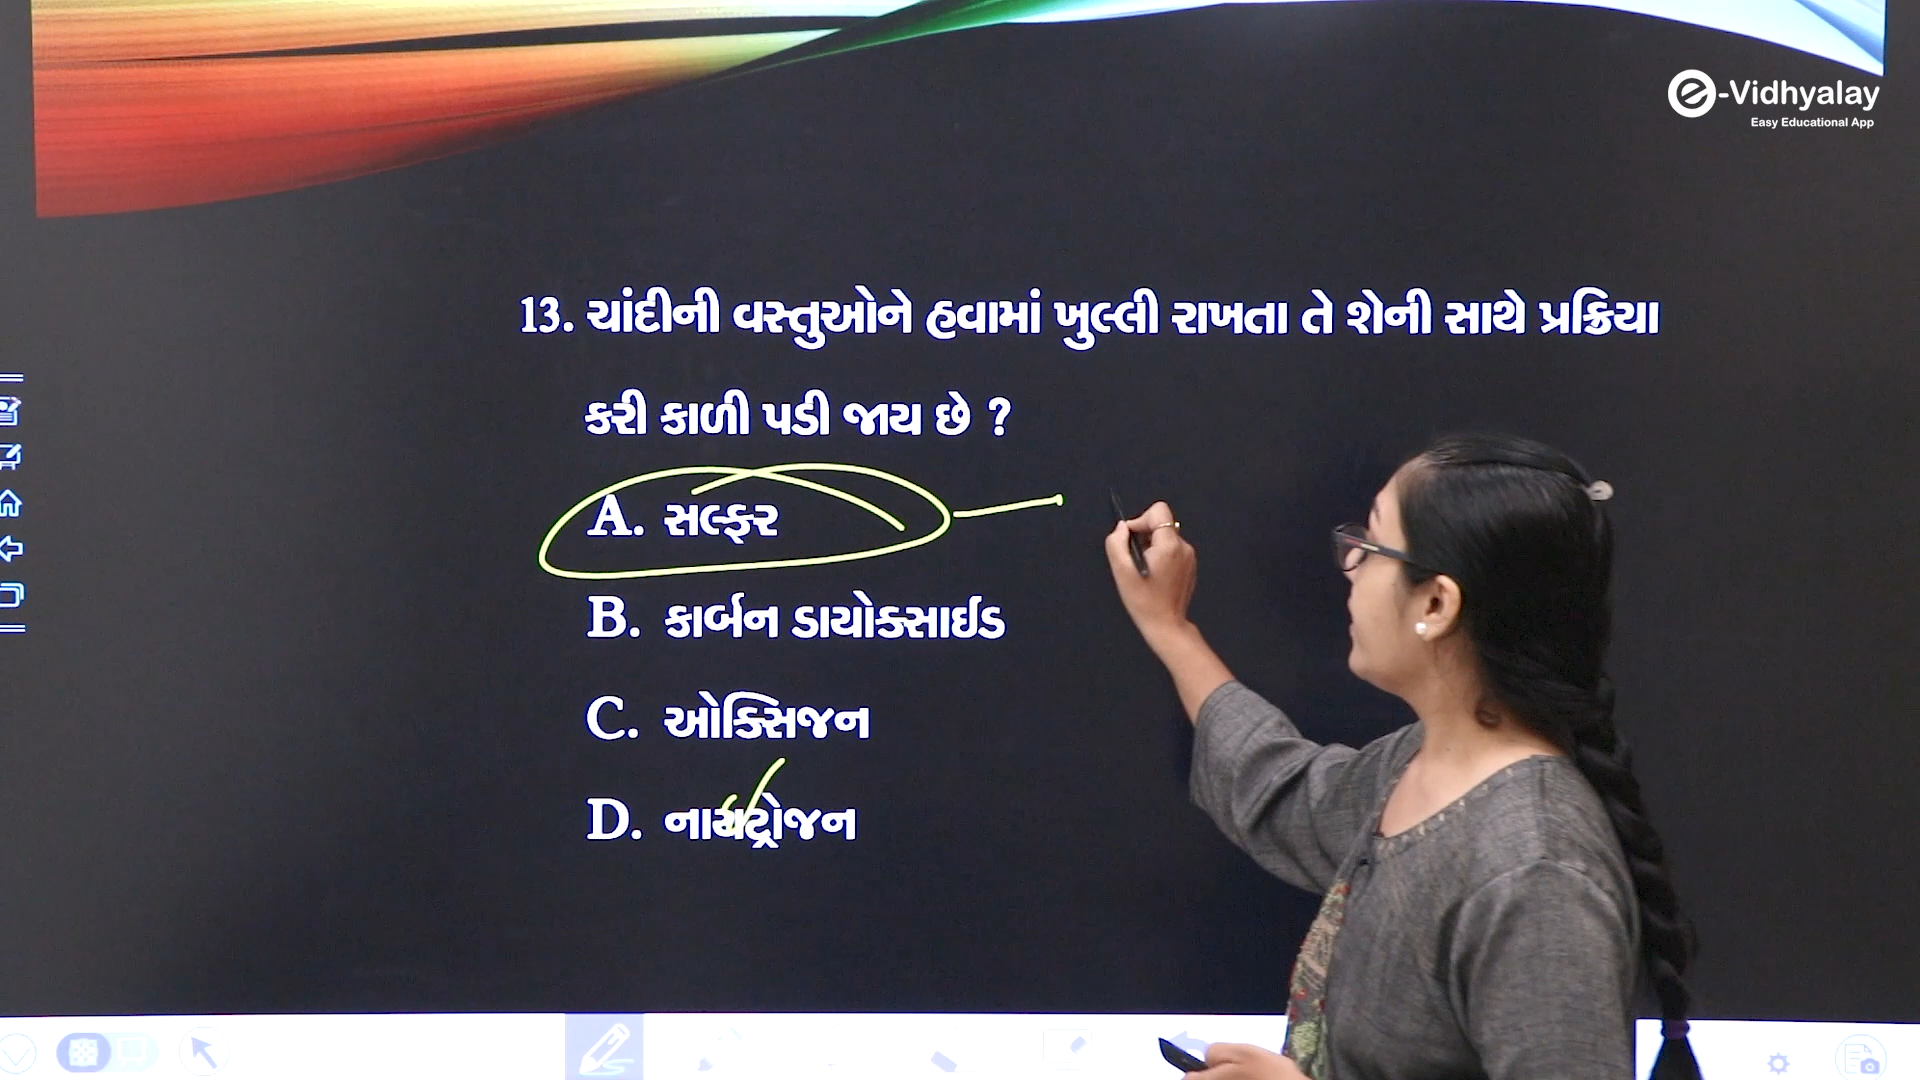 e-Vidhyalay
Easy Educational App
13. ચાંદીની વસ્તુઓને હવામાં ખુલ્લી રાખતા તે શેની સાથે પ્રક્રિયા
કરી કાળી પડી જાય છે ?
A. સલ્ફર
B. કાર્બન ડાયોક્સાઈડ
C. ઓક્સિજન
D. નાયટ્રોજન